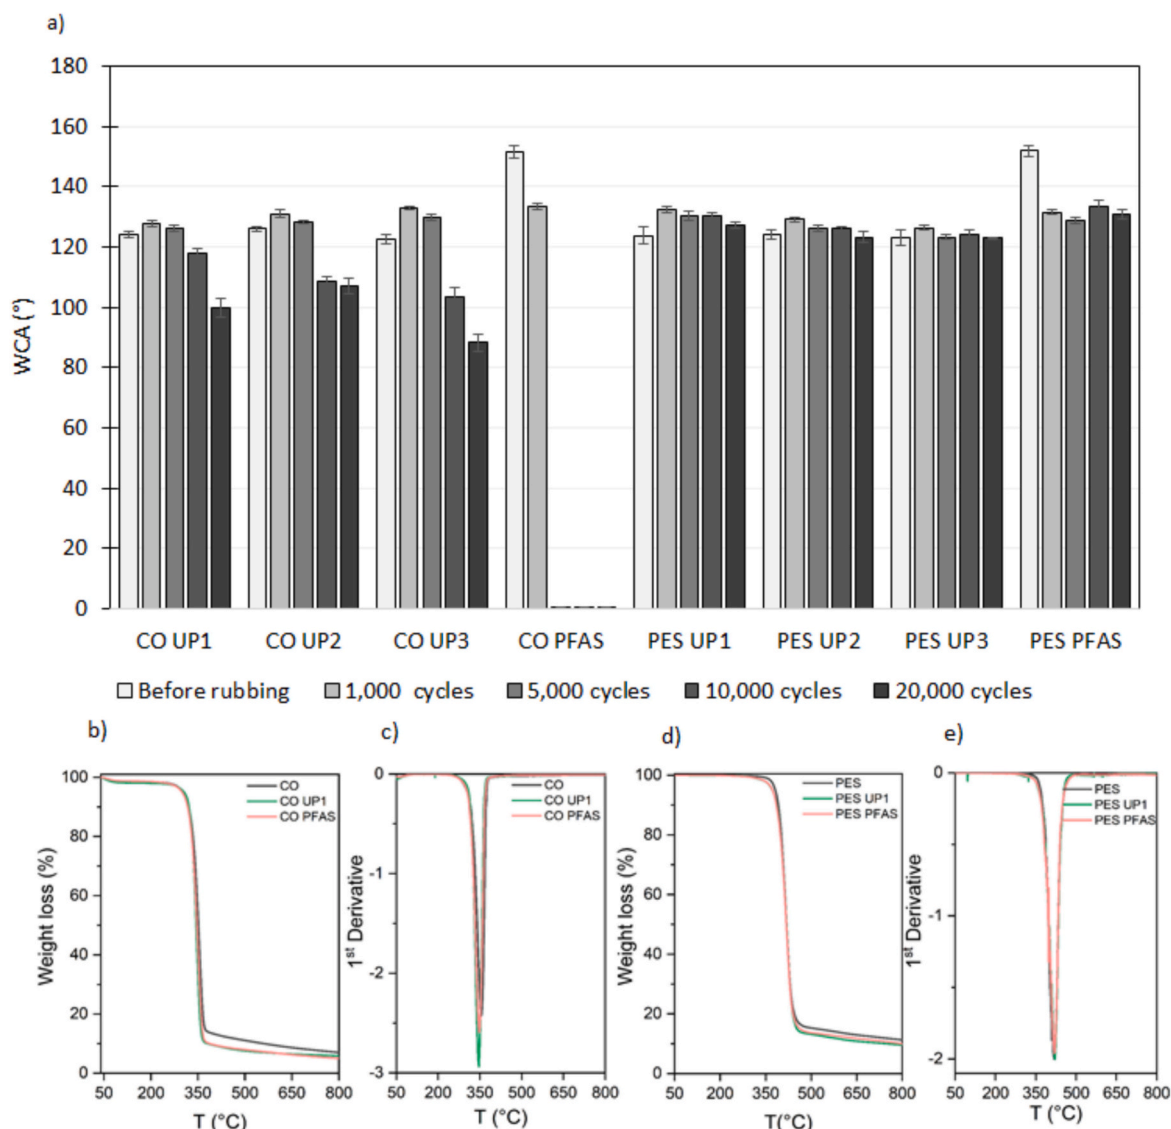 a)
180
160
140
120
100
80
60
40
20
0
WCA (°)
CO UP1 CO UP2 CO UP3 CO PFAS PES UP1 PES UP2 PES UP3 PES PFAS
Before rubbing 1,000 cycles 5,000 cycles 10,000 cycles 20,000 cycles
b)
100
80
60
40
20
0
Weight loss (%)
CO
CO UP1
CO PFAS
50 200 350 500 650 800
T (°C)
c)
0
-1
-2
-3
1st Derivative
CO
CO UP1
CO PFAS
50 200 350 500 650 800
T (°C)
d)
100
80
60
40
20
0
Weight loss (%)
PES
PES UP1
PES PFAS
50 200 350 500 650 800
T(°C)
e)
0
-1
-2
1st Derivative
PES
PES UP1
PES PFAS
50 200 350 500 650 800
T (°C)